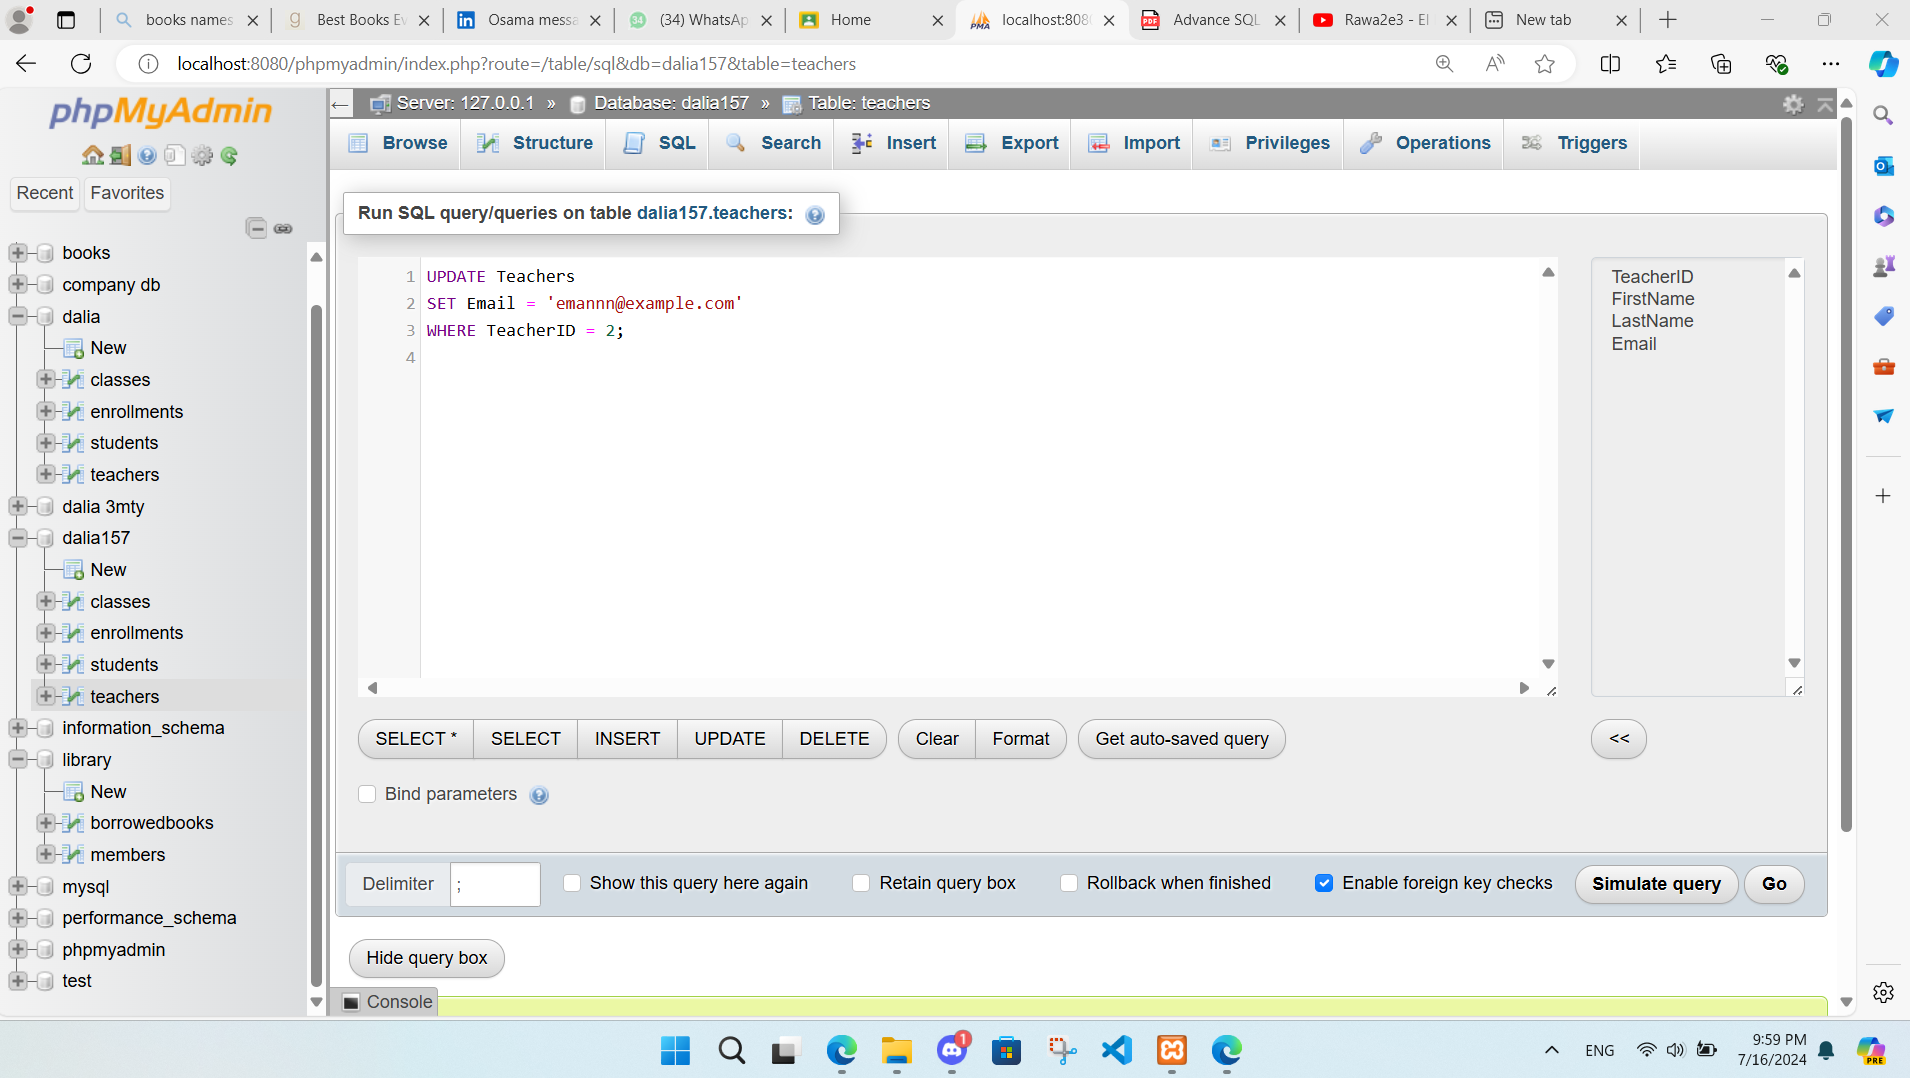 books names
Best Books Ev
Osama messa
(34) WhatsAp
Home
localhost:808
Advance SQL
Rawa2e3 - El
New tab
localhost:8080/phpmyadmin/index.php?route=/table/sql&db=dalia157&table=teachers
phpMyAdmin
Recent
Favorites
books
company db
dalia
New
classes
enrollments
students
teachers
dalia 3mty
dalia157
New
classes
enrollments
students
teachers
information_schema
library
New
borrowedbooks
members
mysql
performance_schema
phpmyadmin
test
Server: 127.0.0.1 » Database: dalia157 » Table: teachers
Browse
Structure
SQL
Search
Insert
Export
Import
Privileges
Operations
Triggers
Run SQL query/queries on table dalia157.teachers:
1 UPDATE Teachers
2 SET Email = 'emannn@example.com'
3 WHERE TeacherID = 2;
4
TeacherID
FirstName
LastName
Email
SELECT *
SELECT
INSERT
UPDATE
DELETE
Clear
Format
Get auto-saved query
<<
Bind parameters
Delimiter ;
Show this query here again
Retain query box
Rollback when finished
Enable foreign key checks
Simulate query
Go
Hide query box
Console
1
ENG
9:59 PM
7/16/2024
PRE